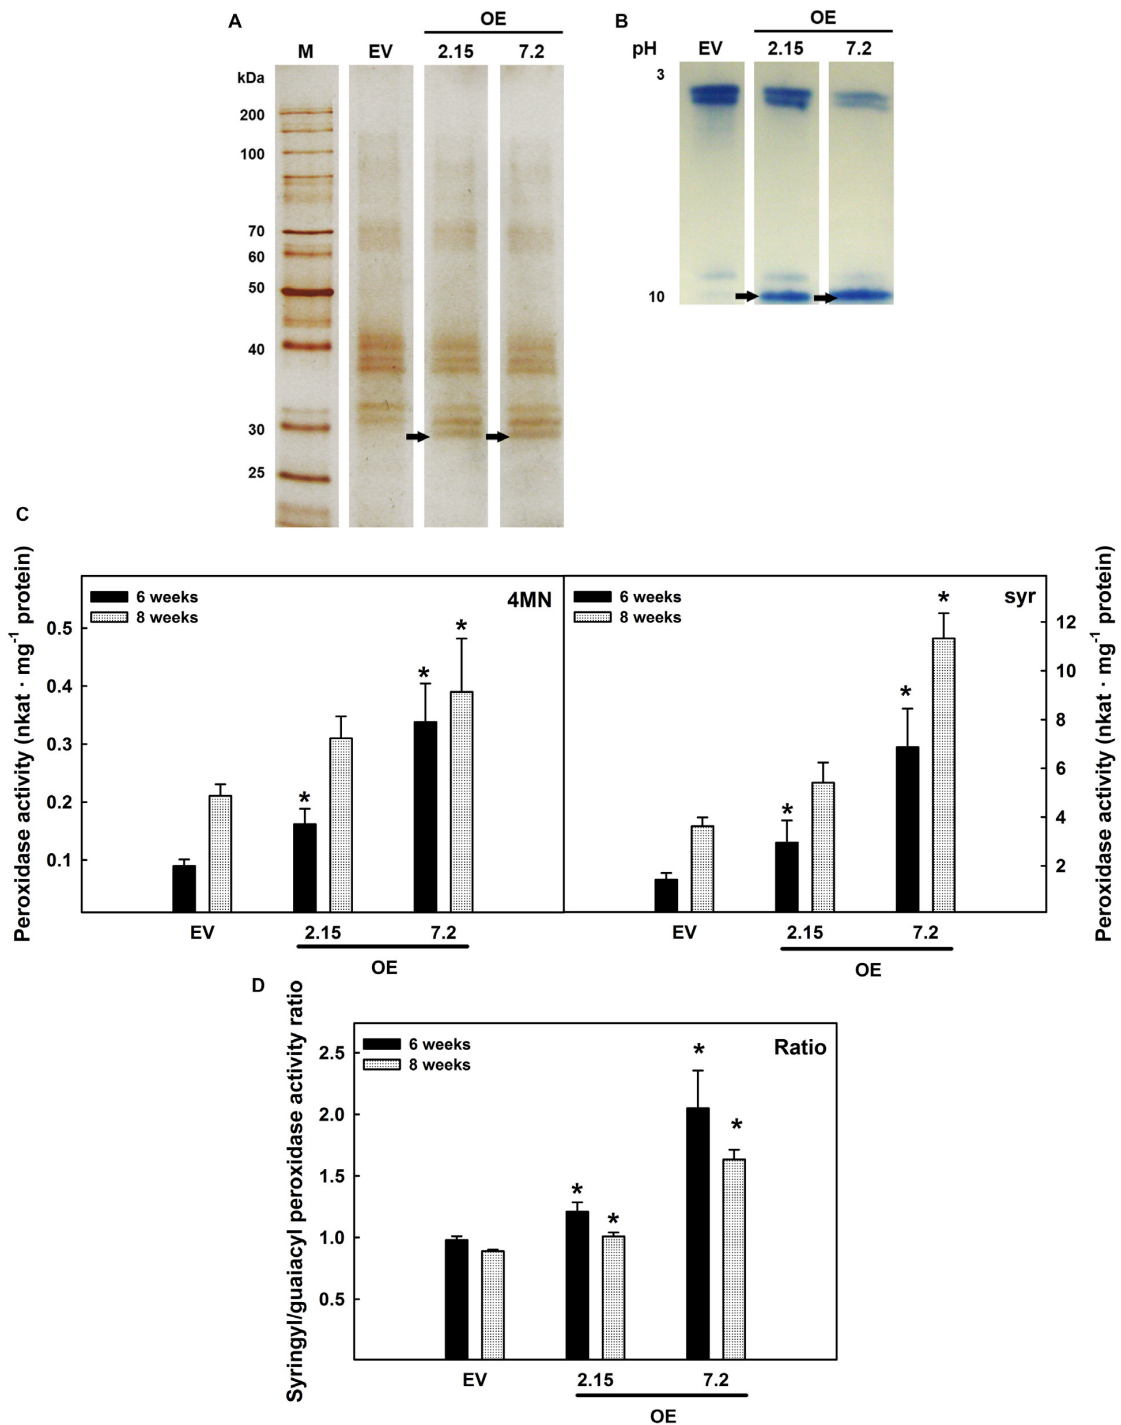 A
OE
M EV 2.15 7.2
kDa
200
100
70
60
50
40
30
25
B
OE
pH EV 2.15 7.2
3
10
C
Peroxidase activity (nkat · mg-1 protein)
6 weeks
8 weeks
4MN
0.5
0.4
0.3
0.2
0.1
*
*
*
EV 2.15 7.2
OE
6 weeks
8 weeks
syr
12
10
8
6
4
2
*
*
*
EV 2.15 7.2
OE
Peroxidase activity (nkat · mg-1 protein)
D
Syringyl/guaiacyl peroxidase activity ratio
6 weeks
8 weeks
Ratio
2.5
2.0
1.5
1.0
0.5
*
*
*
*
EV 2.15 7.2
OE